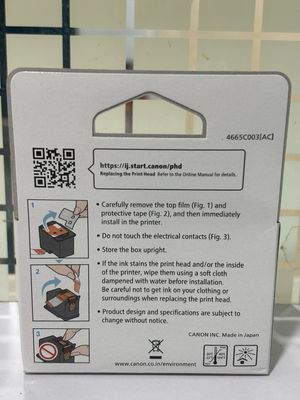 4665C003[AC]
https://ij.start.canon/phd
Replacing the Print Head Refer to the Online Manual for details.
1
2
3
• Carefully remove the top film (Fig. 1) and
protective tape (Fig. 2), and then immediately
install in the printer.
• Do not touch the electrical contacts (Fig. 3).
• Store the box upright.
• If the ink stains the print head and/or the inside
of the printer, wipe them using a soft cloth
dampened with water before installation.
Be careful not to get ink on your clothing or
surroundings when replacing the print head.
• Product design and specifications are subject to
change without notice.
CANON INC. Made in Japan
www.canon.co.in/environment